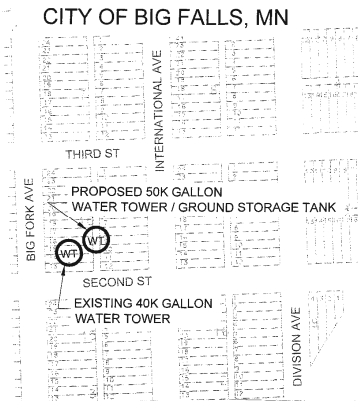 CITY OF BIG FALLS, MN
INTERNATIONAL AVE
THIRD ST
BIG FORK AVE
PROPOSED 50K GALLON
WATER TOWER / GROUND STORAGE TANK
WT
WT
SECOND ST
EXISTING 40K GALLON
WATER TOWER
DIVISION AVE